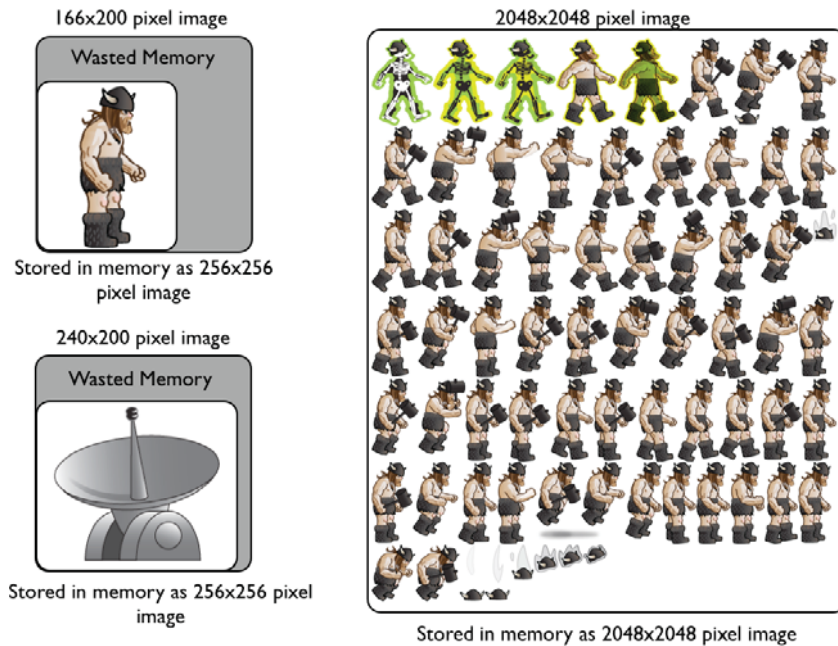 166x200 pixel image
Wasted Memory
Stored in memory as 256x256
pixel image
240x200 pixel image
Wasted Memory
Stored in memory as 256x256 pixel
image
2048x2048 pixel image
Stored in memory as 2048x2048 pixel image